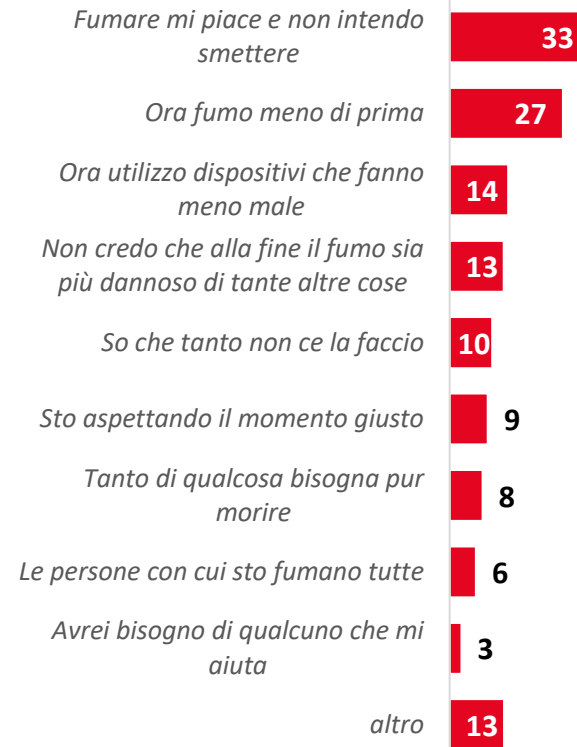 Fumare mi piace e non intendo
smettere
33
Ora fumo meno di prima
27
Ora utilizzo dispositivi che fanno
meno male
14
Non credo che alla fine il fumo sia
più dannoso di tante altre cose
13
So che tanto non ce la faccio
10
Sto aspettando il momento giusto
9
Tanto di qualcosa bisogna pur
morire
8
Le persone con cui sto fumano tutte
6
Avrei bisogno di qualcuno che mi
aiuta
3
altro
13